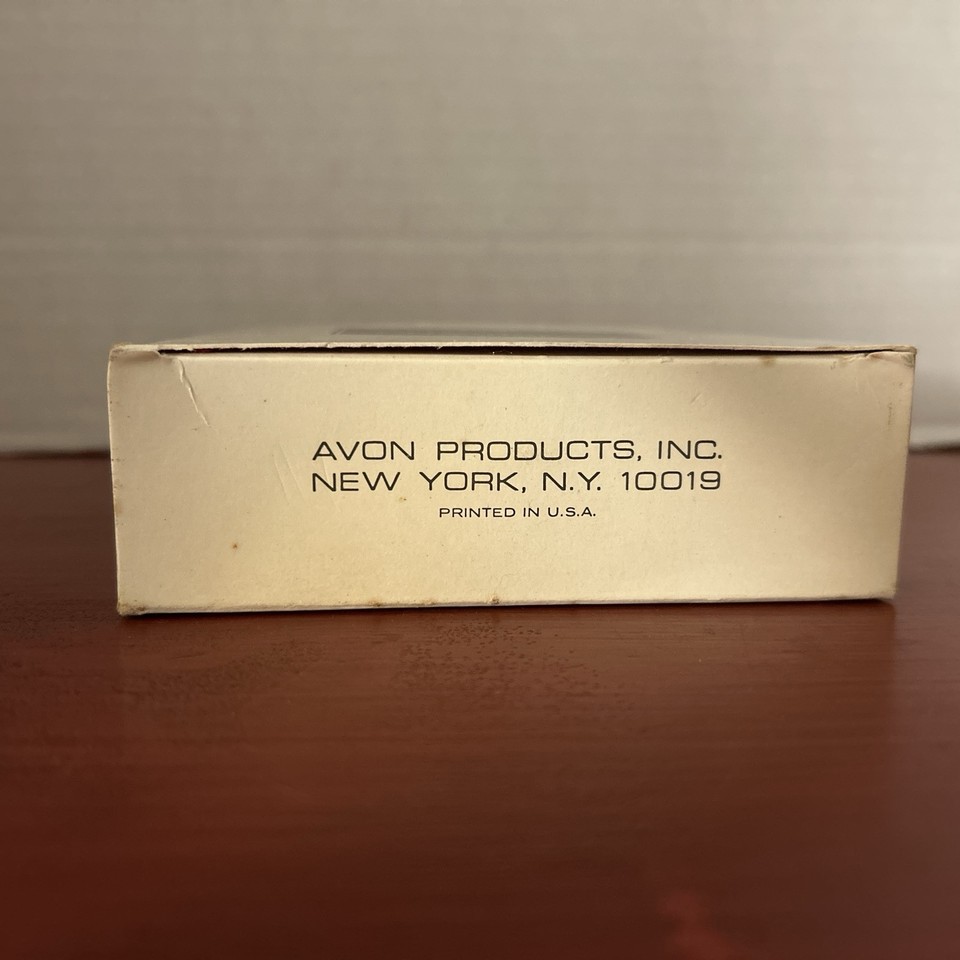 AVON PRODUCTS, INC.
NEW YORK, N.Y. 10019
PRINTED IN U.S.A.